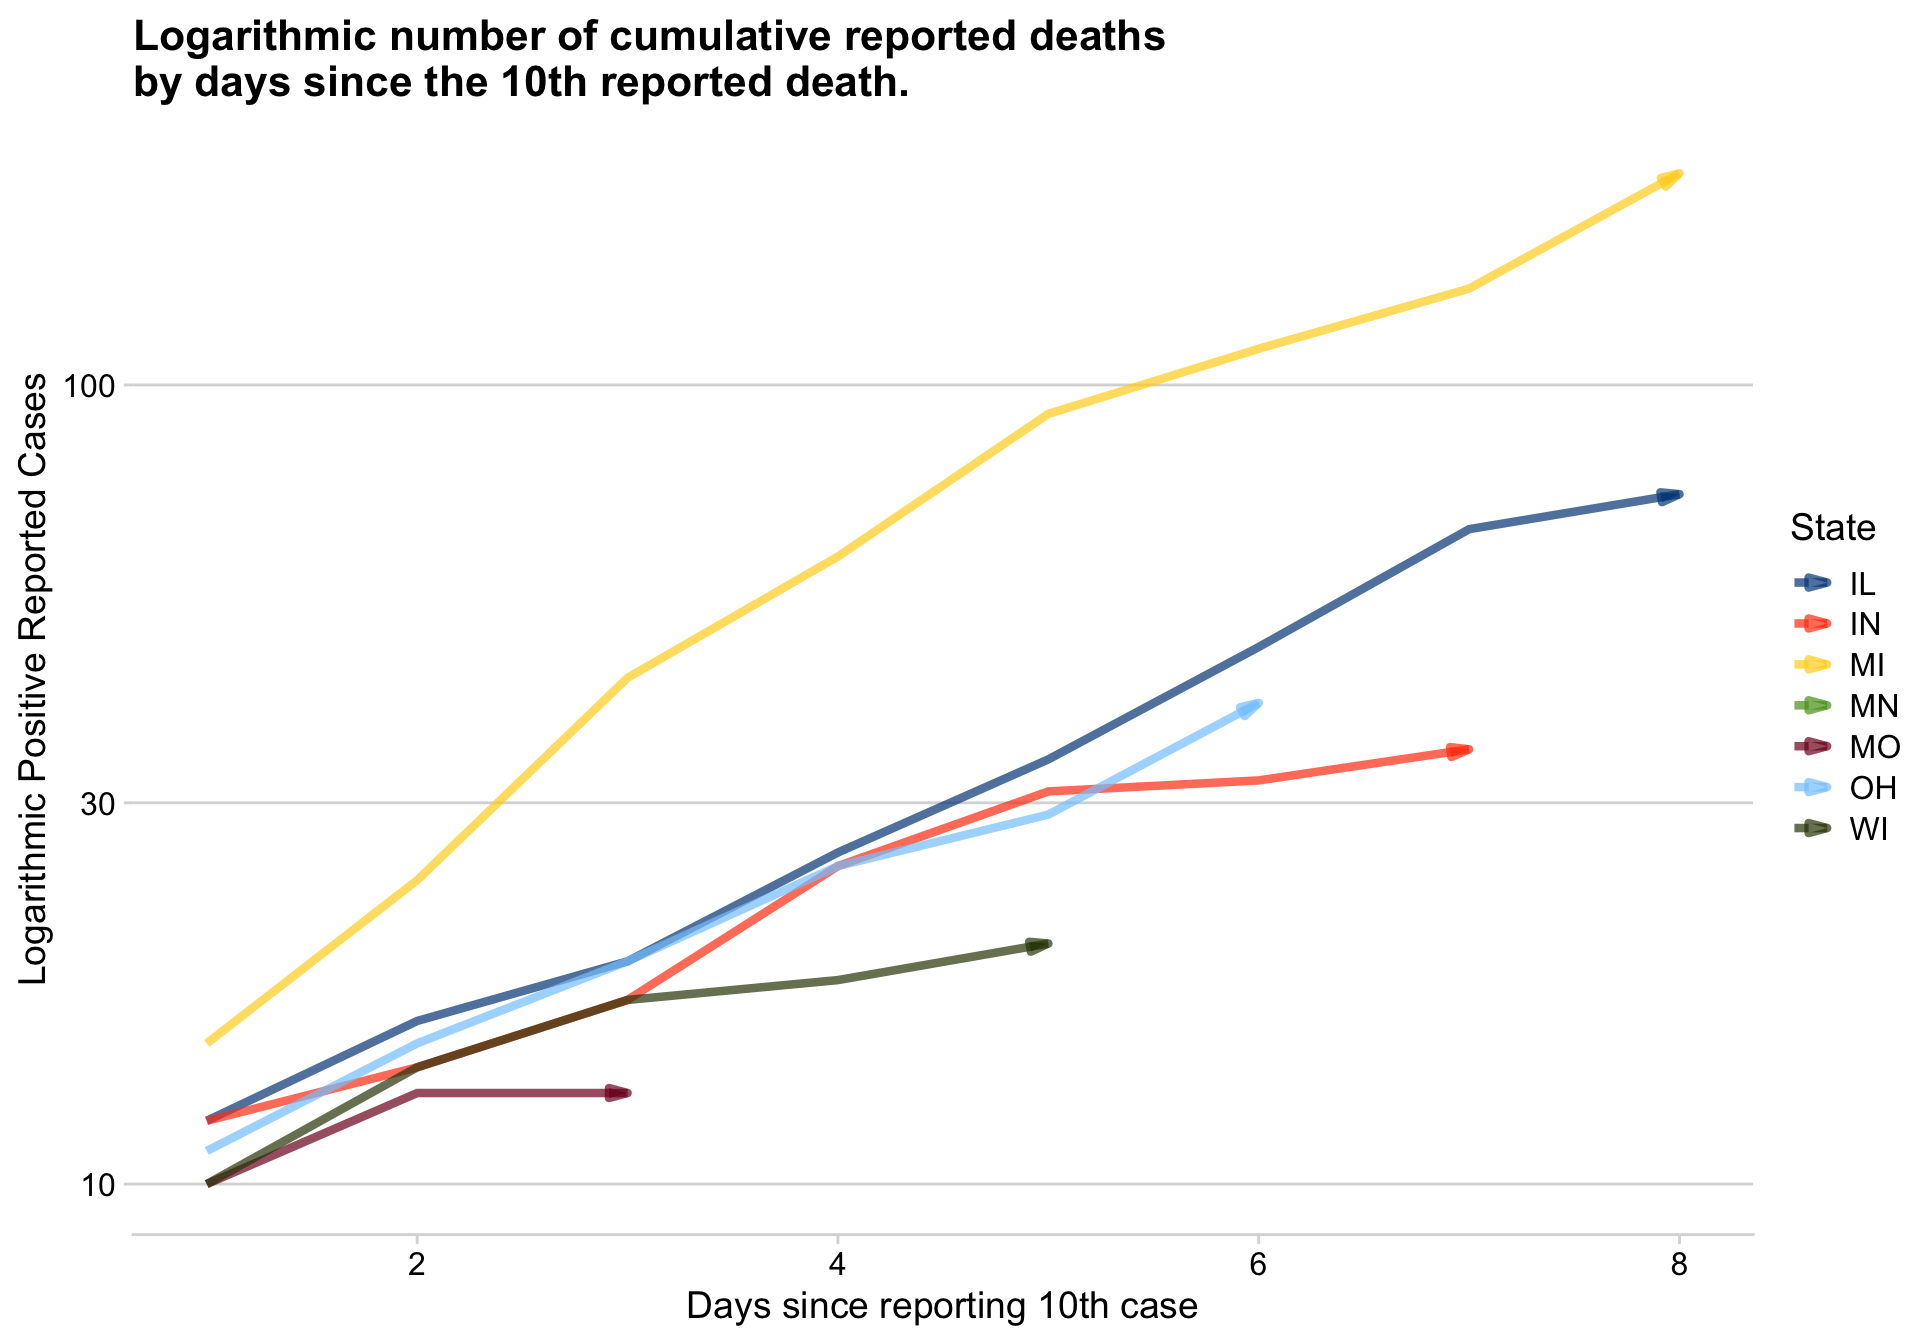 Logarithmic number of cumulative reported deaths
by days since the 10th reported death.
Logarithmic Positive Reported Cases
100
30
10
2
4
6
8
Days since reporting 10th case
State
IL
IN
MI
MN
MO
OH
WI